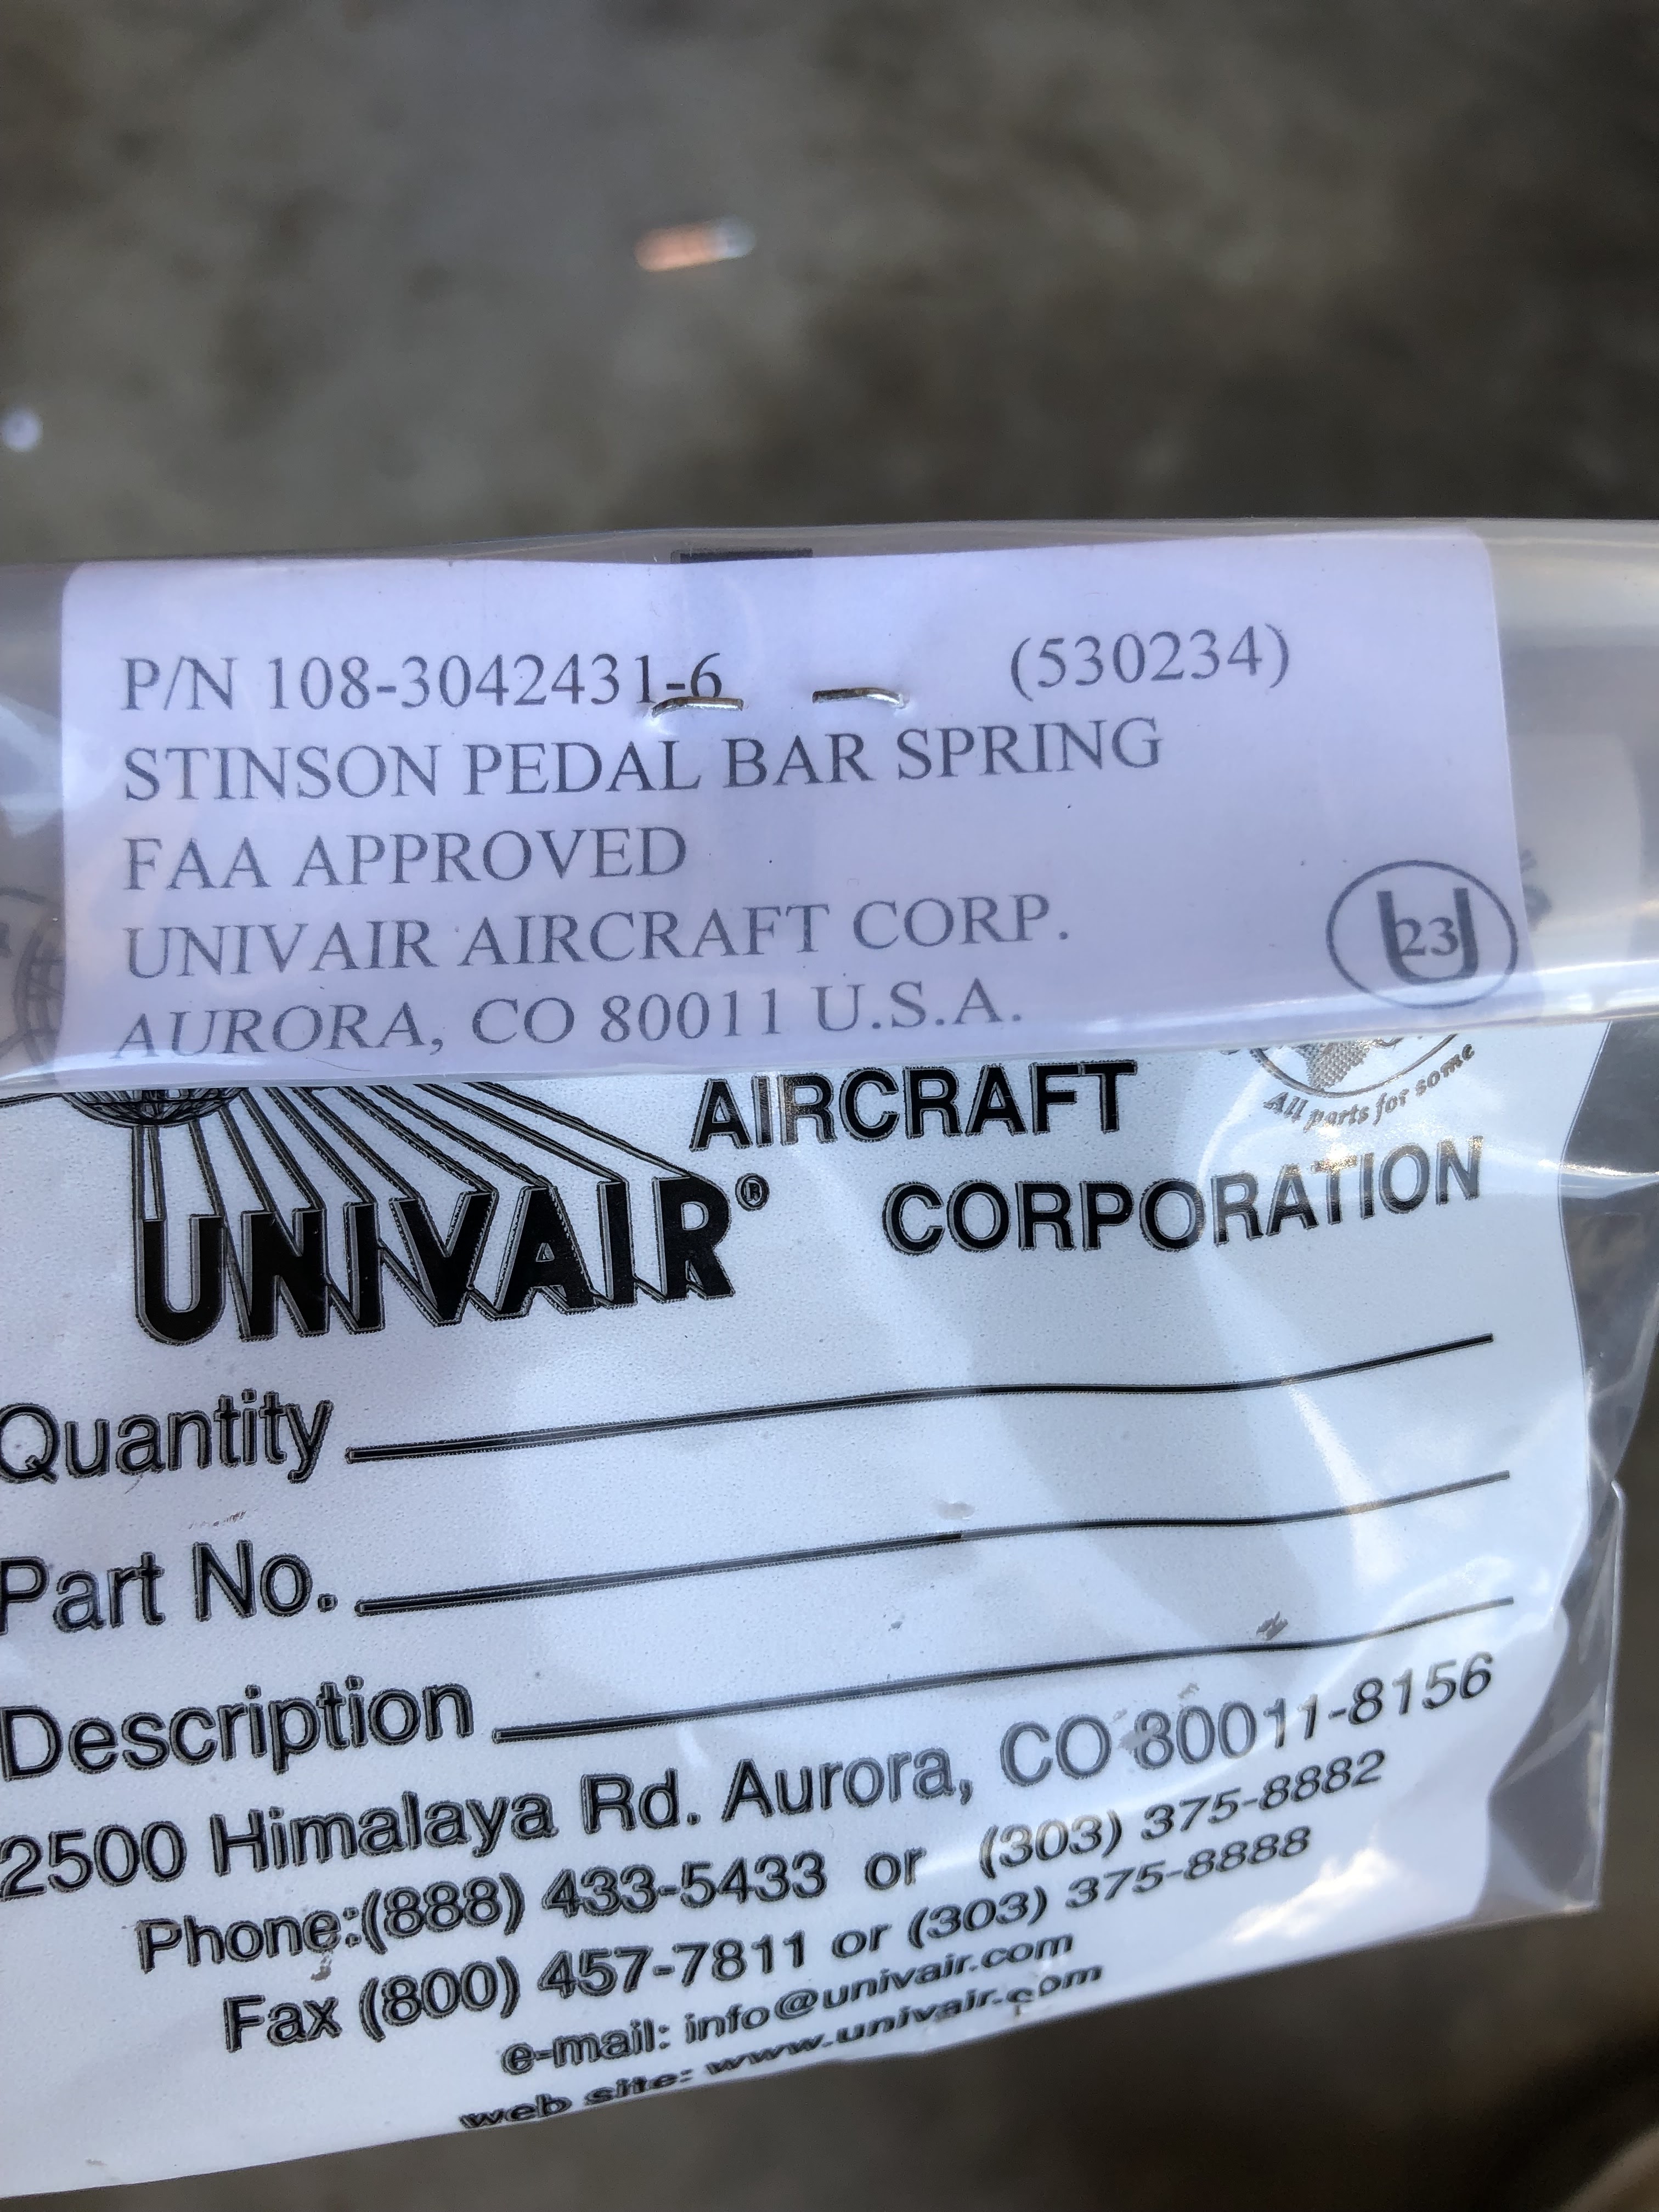 P/N 108-3042431-6 (530234)
STINSON PEDAL BAR SPRING
FAA APPROVED
UNIVAIR AIRCRAFT CORP.
AURORA, CO 80011 U.S.A.
U 23
All parts for some
AIRCRAFT
UNIVAIR® CORPORATION
Quantity
Part No.
Description
2500 Himalaya Rd. Aurora, CO 80011-8156
Phone:(888) 433-5433 or (303) 375-8882
Fax (800) 457-7811 or (303) 375-8888
e-mail: info@univair.com
web site: www.univair.com